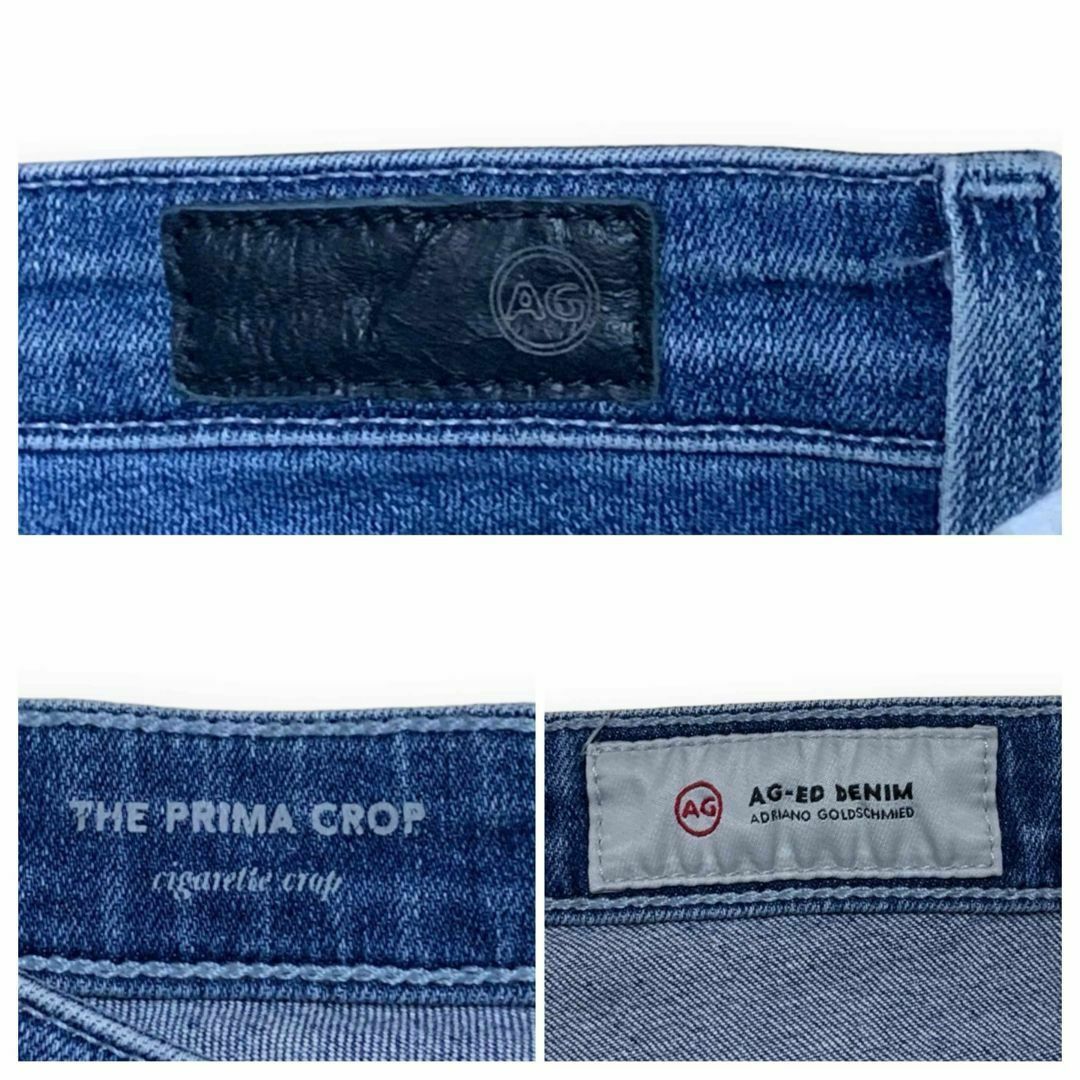 AG
THE PRIMA CROP
cigarette crop
AG
AG-ED DENIM
ADRIANO GOLDSCHMIED